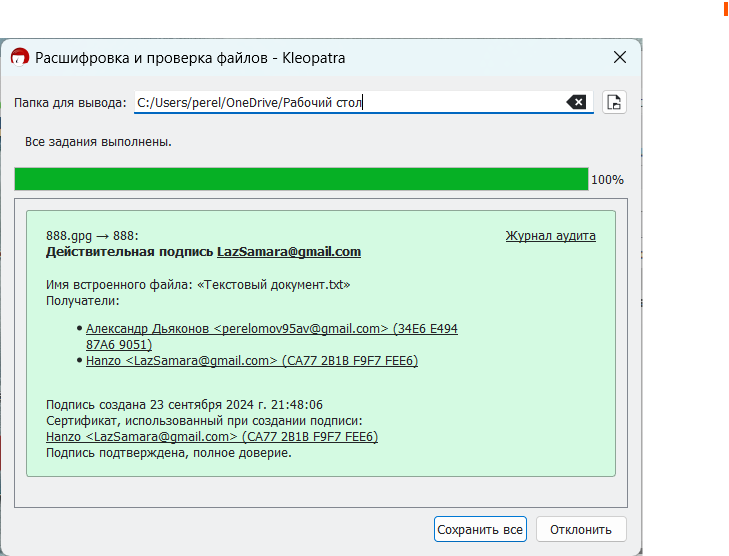 Расшифровка и проверка файлов - Kleopatra
Папка для вывода: C:/Users/perel/OneDrive/Рабочий стол
Все задания выполнены.
100%
888.gpg → 888: Журнал аудита
Действительная подпись LazSamara@gmail.com
Имя встроенного файла: «Текстовый документ.txt»
Получатели:
• Александр Дьяконов <perelomov95av@gmail.com> (34E6 E494
87A6 9051)
• Hanzo <LazSamara@gmail.com> (CA77 2B1B F9F7 FEE6)
Подпись создана 23 сентября 2024 г. 21:48:06
Сертификат, использованный при создании подписи:
Hanzo <LazSamara@gmail.com> (CA77 2B1B F9F7 FEE6)
Подпись подтверждена, полное доверие.
Сохранить все Отклонить